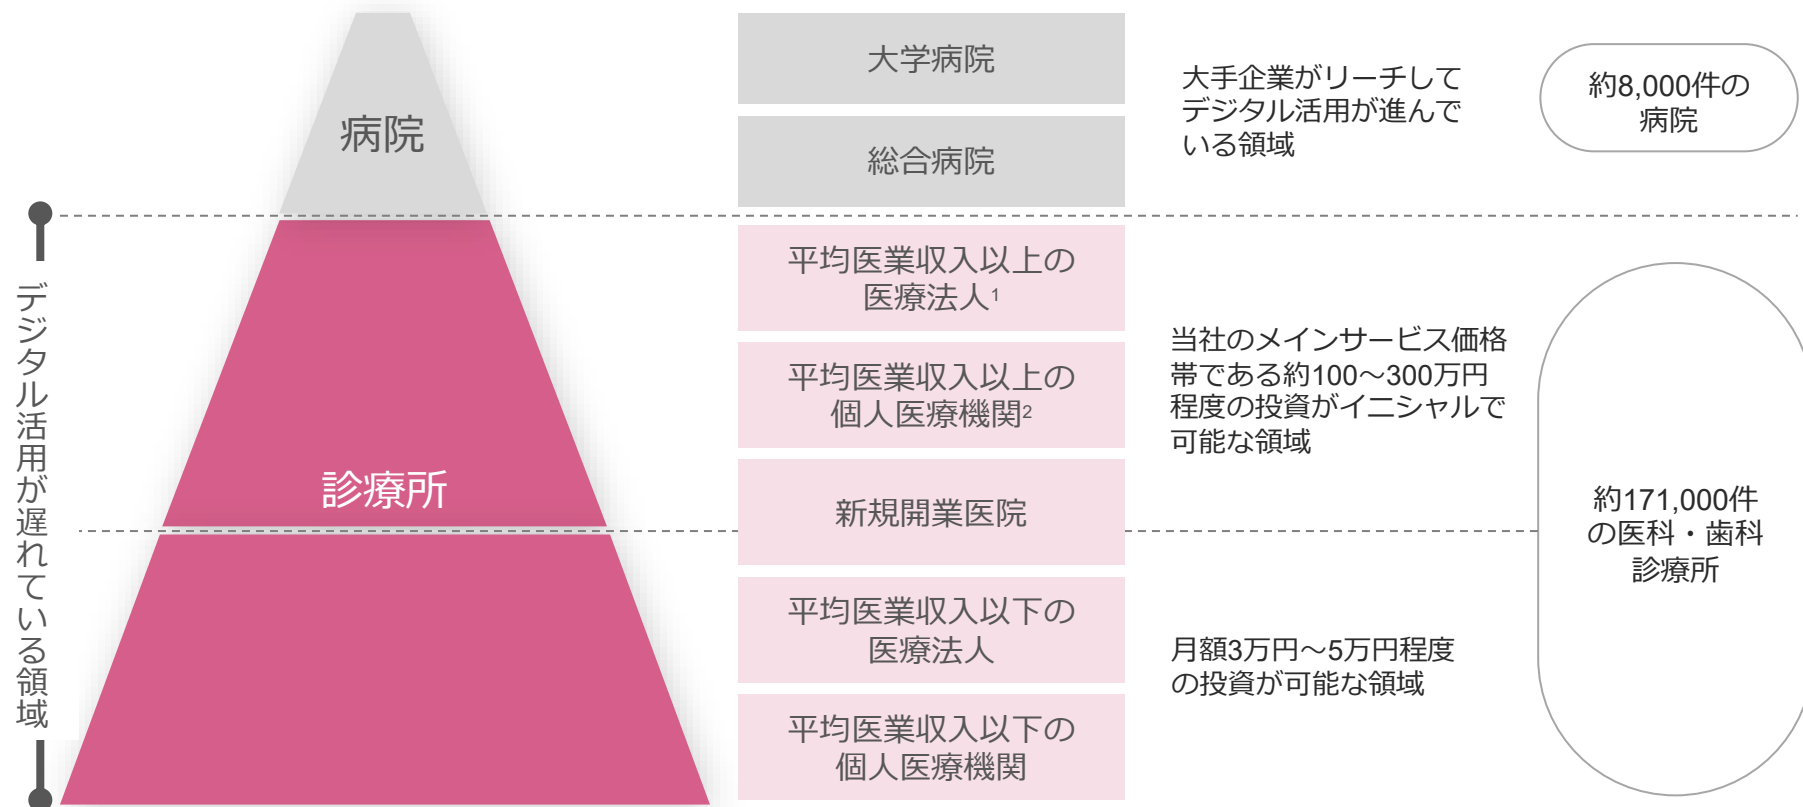 病院
診療所
デジタル活用が遅れている領域
大学病院
総合病院
平均医業収入以上の
医療法人1
平均医業収入以上の
個人医療機関2
新規開業医院
平均医業収入以下の
医療法人
平均医業収入以下の
個人医療機関
大手企業がリーチして
デジタル活用が進んで
いる領域
当社のメインサービス価格
帯である約100～300万円
程度の投資がイニシャルで
可能な領域
月額3万円～5万円程度
の投資が可能な領域
約8,000件の
病院
約171,000件
の医科・歯科
診療所